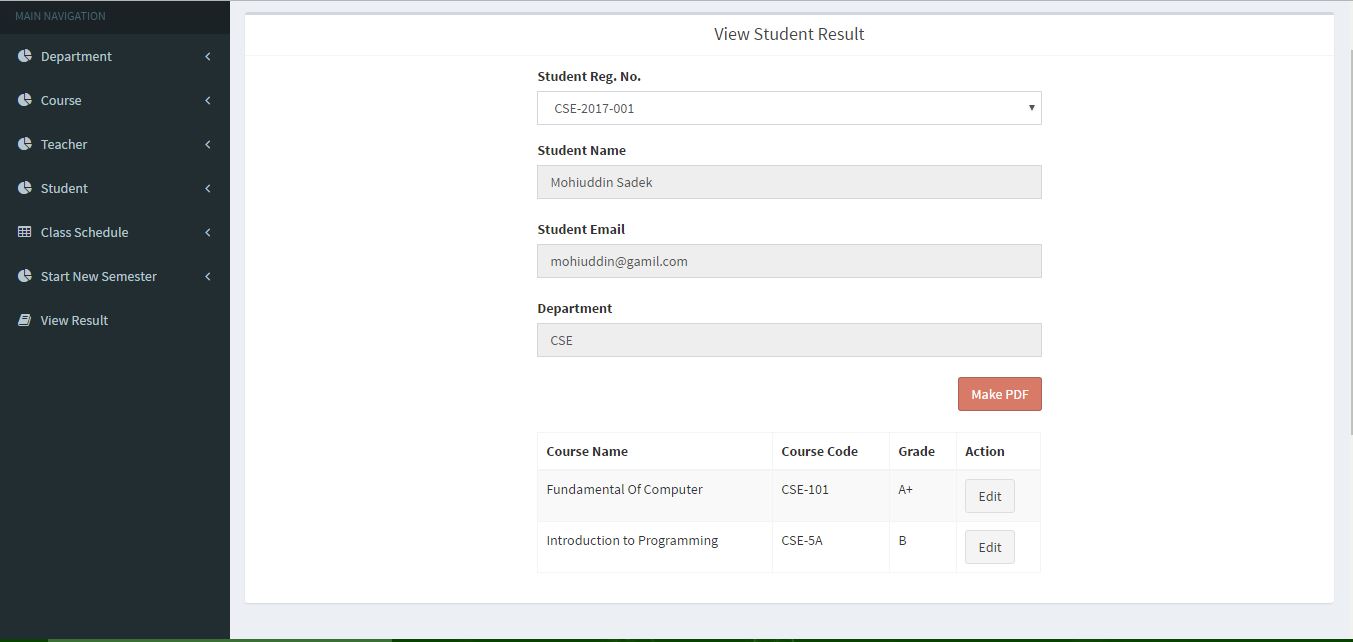 MAIN NAVIGATION
Department
Course
Teacher
Student
Class Schedule
Start New Semester
View Result
View Student Result
Student Reg. No.
CSE-2017-001
Student Name
Mohiuddin Sadek
Student Email
mohiuddin@gamil.com
Department
CSE
Make PDF
Course Name Course Code Grade Action
Fundamental Of Computer CSE-101 A+ Edit
Introduction to Programming CSE-5A B Edit